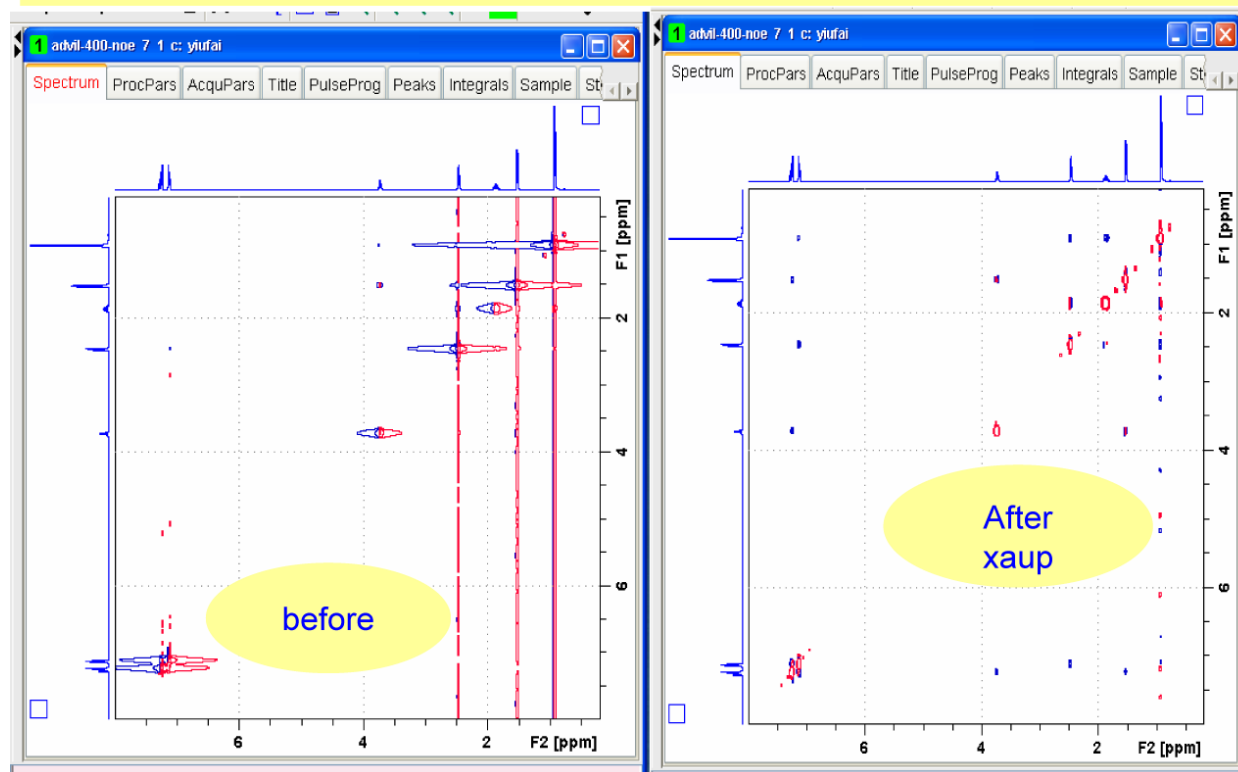 1 advil-400-noe 7 1 c: yiufai
Spectrum ProcPars AcquPars Title PulseProg Peaks Integrals Sample
F1 [ppm]
2
4
before
6
6 4 2 F2 [ppm]
1 advil-400-noe 7 1 c: yiufai
Spectrum ProcPars AcquPars Title PulseProg Peaks Integrals Sample
F1 [ppm]
2
4
After
xaup
6
6 4 2 F2 [ppm]